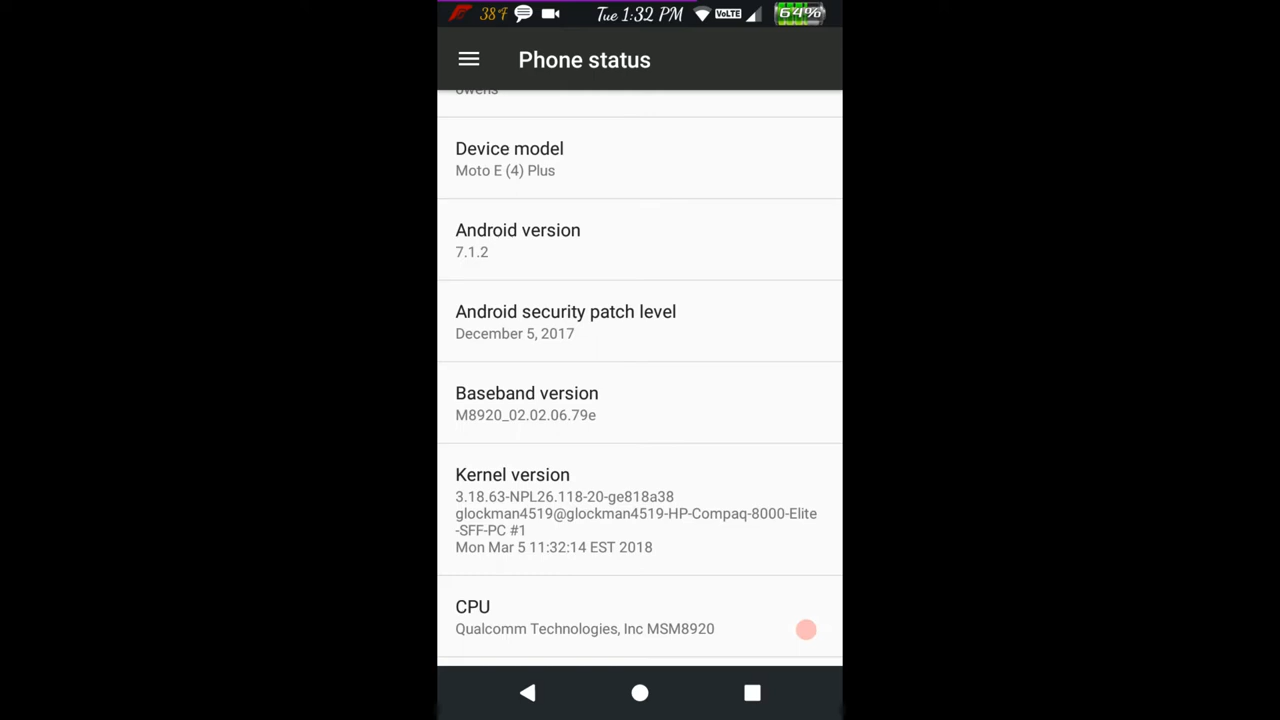 38F Tue 1:32 PM VoLTE 64%
Phone status
owens
Device model
Moto E (4) Plus
Android version
7.1.2
Android security patch level
December 5, 2017
Baseband version
M8920_02.02.06.79e
Kernel version
3.18.63-NPL26.118-20-ge818a38
glockman4519@glockman4519-HP-Compaq-8000-Elite
-SFF-PC #1
Mon Mar 5 11:32:14 EST 2018
CPU
Qualcomm Technologies, Inc MSM8920